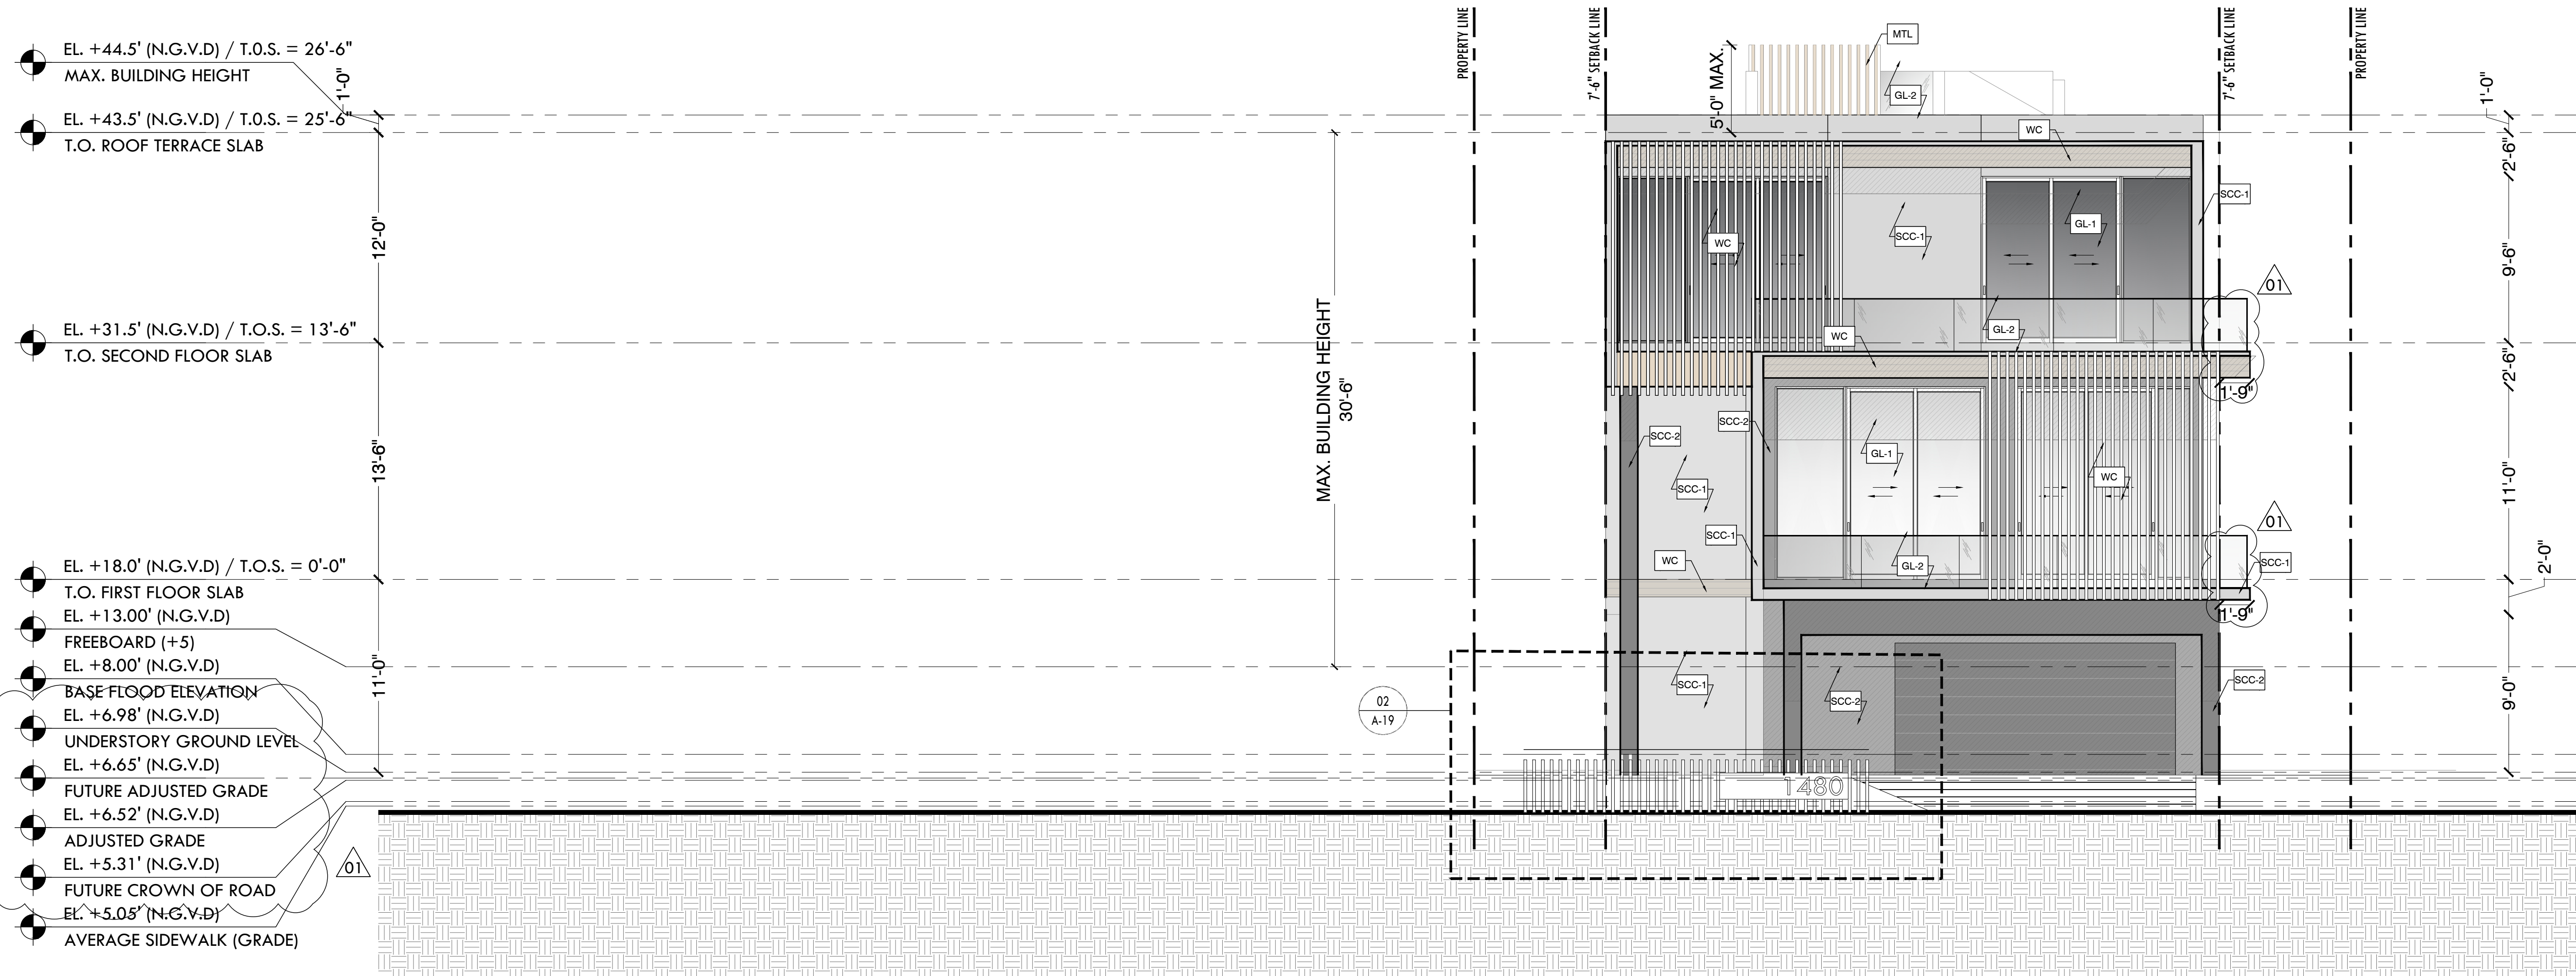 EL. +44.5' (N.G.V.D) / T.0.S. = 26'-6"
MAX. BUILDING HEIGHT
1'-0"
EL. +43.5' (N.G.V.D) / T.0.S. = 25'-6"
T.O. ROOF TERRACE SLAB
12'-0"
EL. +31.5' (N.G.V.D) / T.O.S. = 13'-6"
T.O. SECOND FLOOR SLAB
13'-6"
EL. +18.0' (N.G.V.D) / T.O.S. = 0'-0"
T.O. FIRST FLOOR SLAB
EL. +13.00' (N.G.V.D)
FREEBOARD (+5)
EL. +8.00' (N.G.V.D)
BASE FLOOD ELEVATION
11'-0"
EL. +6.98' (N.G.V.D)
UNDERSTORY GROUND LEVEL
EL. +6.65' (N.G.V.D)
FUTURE ADJUSTED GRADE
EL. +6.52' (N.G.V.D)
ADJUSTED GRADE
EL. +5.31' (N.G.V.D)
FUTURE CROWN OF ROAD
EL. +5.05' (N.G.V.D)
AVERAGE SIDEWALK (GRADE)
01
MAX. BUILDING HEIGHT
30'-6"
02
A-19
PROPERTY LINE
7'-6" SETBACK LINE
5'-0" MAX.
MTL
GL-2
7'-6" SETBACK LINE
PROPERTY LINE
WC
SCC-1
WC
SCC-1
GL-1
GL-2
WC
01
1'-9"
SCC-2
SCC-2
GL-1
SCC-1
WC
SCC-1
WC
GL-2
01
SCC-1
1'-9"
SCC-1
SCC-2
SCC-2
1480
1'-0"
2'-6"
9'-6"
2'-6"
11'-0"
2'-0"
9'-0"